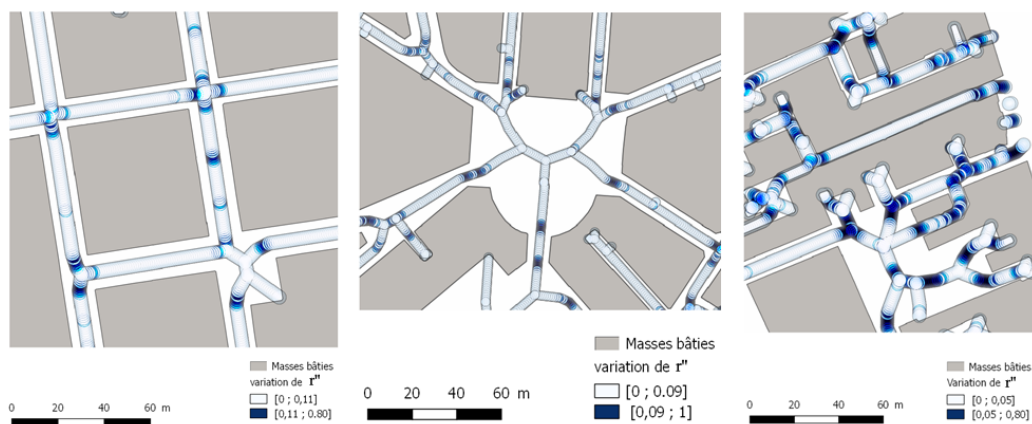 Masses bâties
variation de r"
[0 ; 0,11]
[0,11 ; 0.80]
0 20 40 60 m
Masses bâties
variation de r"
[0 ; 0.09]
[0,09 ; 1]
0 20 40 60 m
Masses bâties
Variation de r"
[0 ; 0,05]
[0,05 ; 0,80]
0 20 40 60 m